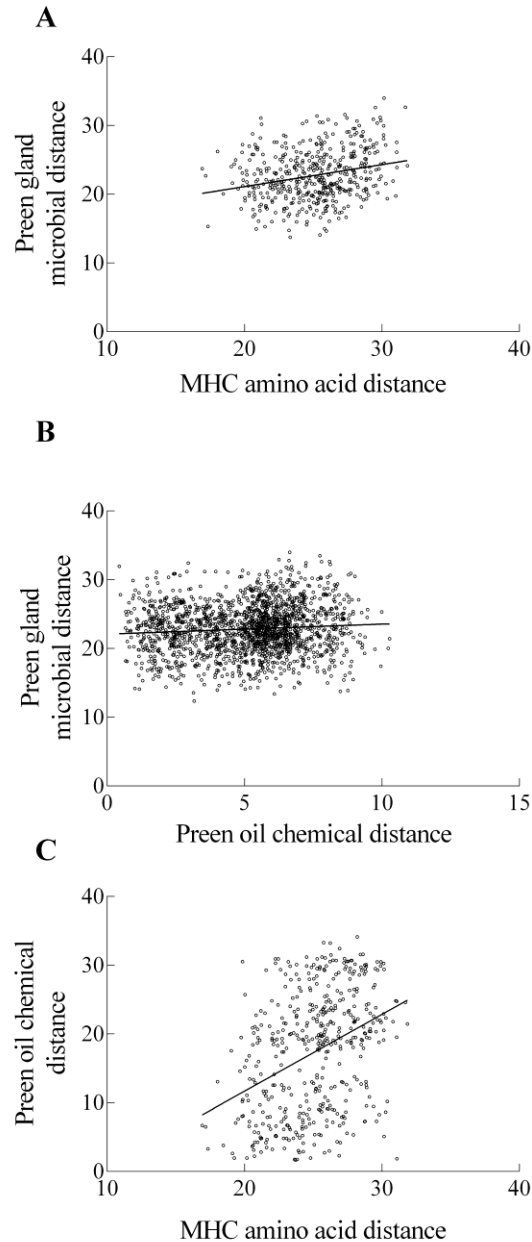 A
40
30
20
10
0
Preen gland
microbial distance
10 20 30 40
MHC amino acid distance
B
40
30
20
10
0
Preen gland
microbial distance
0 5 10 15
Preen oil chemical distance
C
40
30
20
10
0
Preen oil chemical
distance
10 20 30 40
MHC amino acid distance